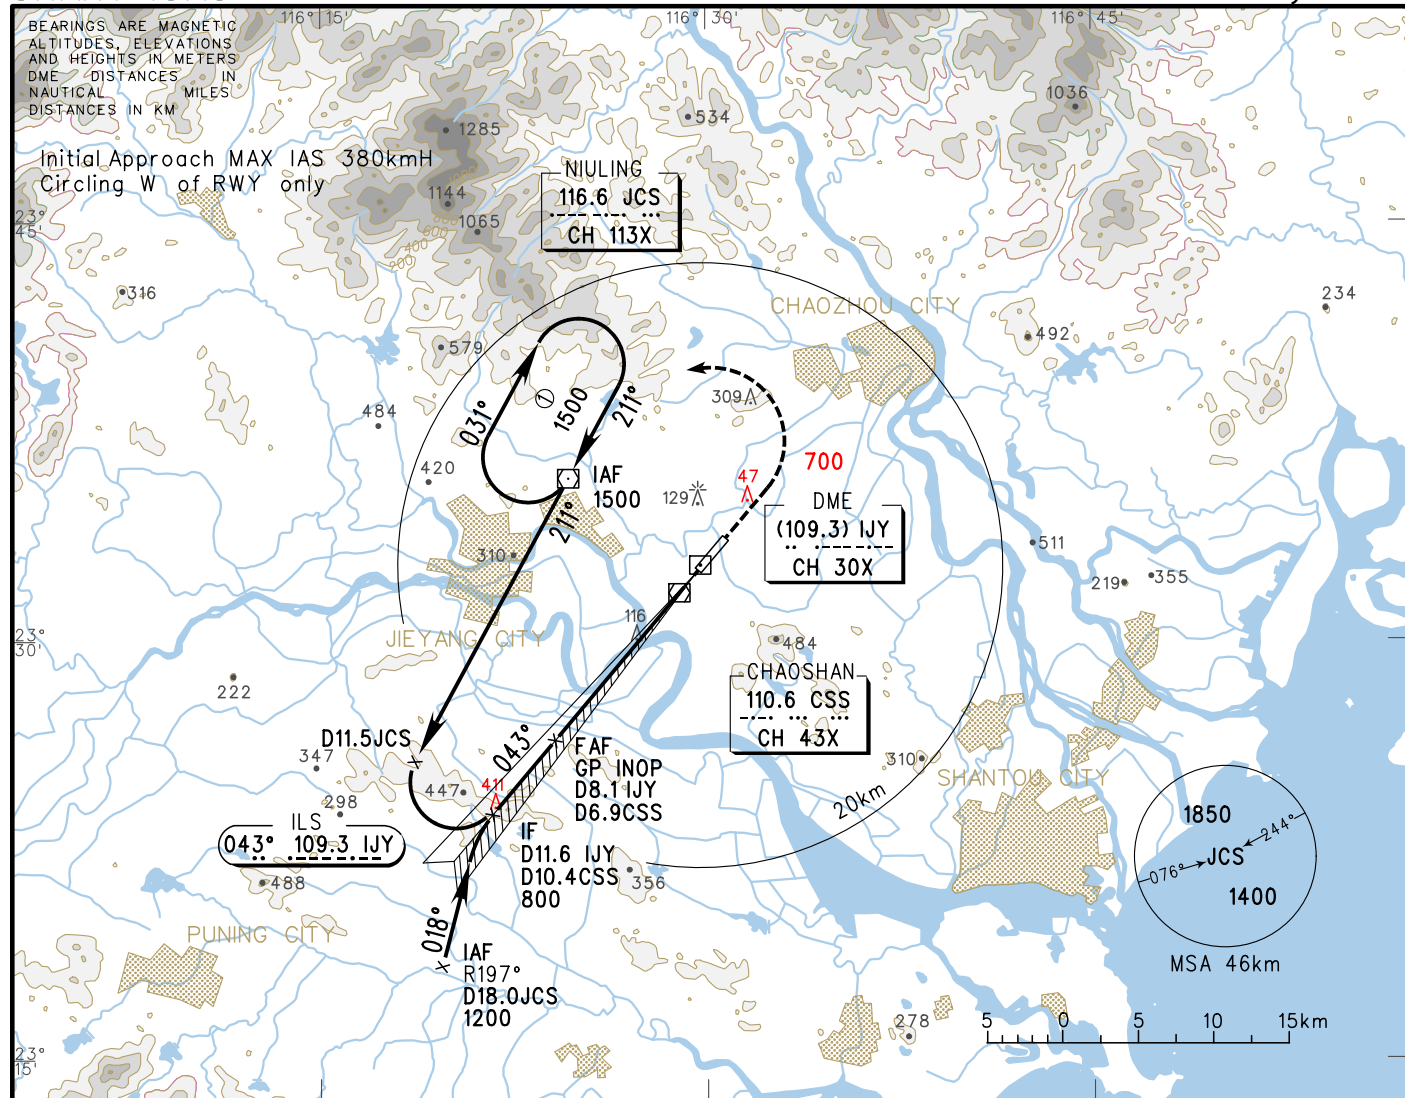 116° 15'
116° 30'
116° 45'
BEARINGS ARE MAGNETIC
ALTITUDES, ELEVATIONS
AND HEIGHTS IN METERS
DME DISTANCES IN
NAUTICAL MILES
DISTANCES IN KM
Initial Approach MAX IAS 380kmH
Circling W of RWY only
1285
534
1036
1144
1065
600
400
200
NIULING
116.6 JCS
CH 113X
23°
45'
316
579
484
420
CHAOZHOU CITY
492
234
031°
1
1500
211°
309
700
IAF
1500
211°
129
47
DME
(109.3) IJY
CH 30X
310
511
219
355
JIEYANG CITY
116
23°
30'
484
222
CHAOSHAN
110.6 CSS
CH 43X
D11.5JCS
043°
FAF
GP INOP
D8.1 IJY
D6.9CSS
347
447
411
298
310
SHANTOU CITY
20km
ILS
043° 109.3 IJY
IF
D11.6 IJY
D10.4CSS
800
488
356
1850
244°
JCS
076°
1400
MSA 46km
PUNING CITY
018°
IAF
R197°
D18.0JCS
1200
278
5 0 5 10 15km
23°
15'